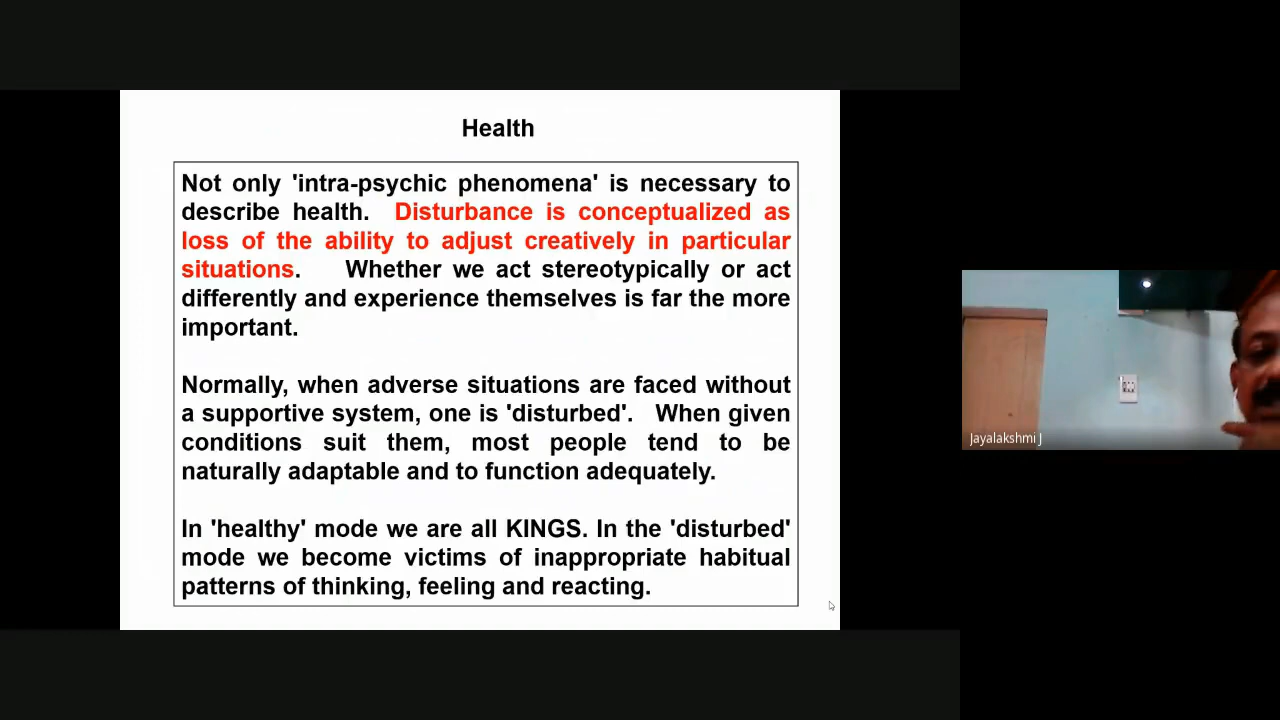 Health
Not only 'intra-psychic phenomena' is necessary to
describe health. Disturbance is conceptualized as
loss of the ability to adjust creatively in particular
situations. Whether we act stereotypically or act
differently and experience themselves is far the more
important.
Normally, when adverse situations are faced without
a supportive system, one is 'disturbed'. When given
conditions suit them, most people tend to be
naturally adaptable and to function adequately.
In 'healthy' mode we are all KINGS. In the 'disturbed'
mode we become victims of inappropriate habitual
patterns of thinking, feeling and reacting.
Jayalakshmi J